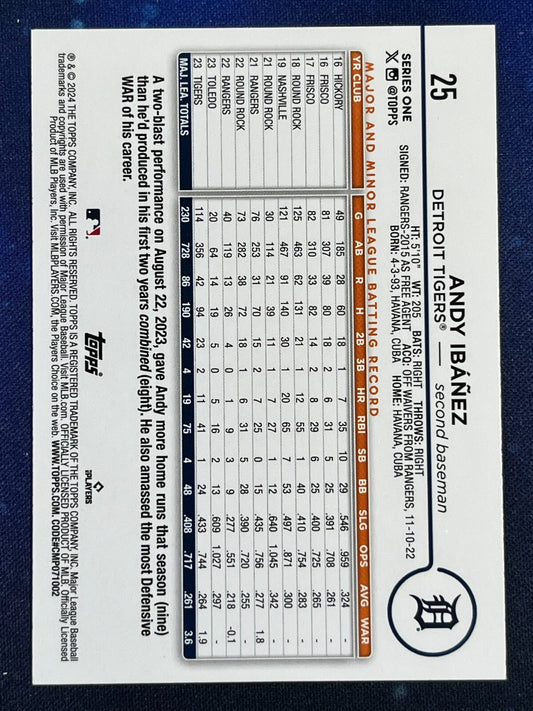 25
ANDY IBÁÑEZ
DETROIT TIGERS® — second baseman
SERIES ONE
@TOPPS
HT: 5'10" WT: 205 BATS: RIGHT THROWS: RIGHT
SIGNED: RANGERS-2015 AS FREE AGENT ACQ: OFF WAIVERS FROM RANGERS, 11-10-22
BORN: 4-3-93, HAVANA, CUBA HOME: HAVANA, CUBA
MAJOR AND MINOR LEAGUE BATTING RECORD
YR CLUB G AB R H 2B 3B HR RBI SB BB SLG OPS AVG WAR
16 HICKORY 49 185 28 60 18 1 7 35 10 29 .546 .959 .324 -
16 FRISCO 81 307 39 80 18 2 6 31 5 25 .391 .708 .261 -
17 FRISCO 82 310 33 82 14 2 8 29 6 25 .400 .725 .265 -
18 ROUND ROCK 125 463 62 131 21 1 12 55 1 40 .410 .754 .283 -
19 NASHVILLE 121 467 91 140 30 1 20 65 7 53 .497 .871 .300 -
21 ROUND ROCK 30 114 21 39 11 1 7 27 1 12 .640 1.045 .342 -
21 RANGERS 76 253 31 70 15 2 7 25 0 15 .435 .756 .277 1.8
22 ROUND ROCK 73 282 38 72 18 1 6 31 5 28 .390 .720 .255 -
22 RANGERS 40 119 13 26 4 0 1 9 3 9 .277 .551 .218 -0.1
23 TOLEDO 20 64 14 19 5 0 5 16 2 13 .609 1.027 .297 -
23 TIGERS 114 356 42 94 23 2 11 41 1 24 .433 .744 .264 1.9
MAJ. LEA. TOTALS 230 728 86 190 42 4 19 75 4 48 .408 .717 .261 3.6
A two-blast performance on August 22, 2023, gave Andy more home runs that season (nine)
than he'd produced in his first two years combined (eight). He also amassed the most Defensive
WAR of his career.
TOPPS
PLAYERS
® & © 2024 THE TOPPS COMPANY, INC. ALL RIGHTS RESERVED. TOPPS IS A REGISTERED TRADEMARK OF THE TOPPS COMPANY, INC. Major League Baseball
trademarks and copyrights are used with permission of Major League Baseball. Visit MLB.com. OFFICIALLY LICENSED PRODUCT OF MLB. Officially Licensed
Product of MLB Players, Inc. Visit MLBPLAYERS.COM, the Players Choice on the web. WWW.TOPPS.COM. CODE#CMP071002